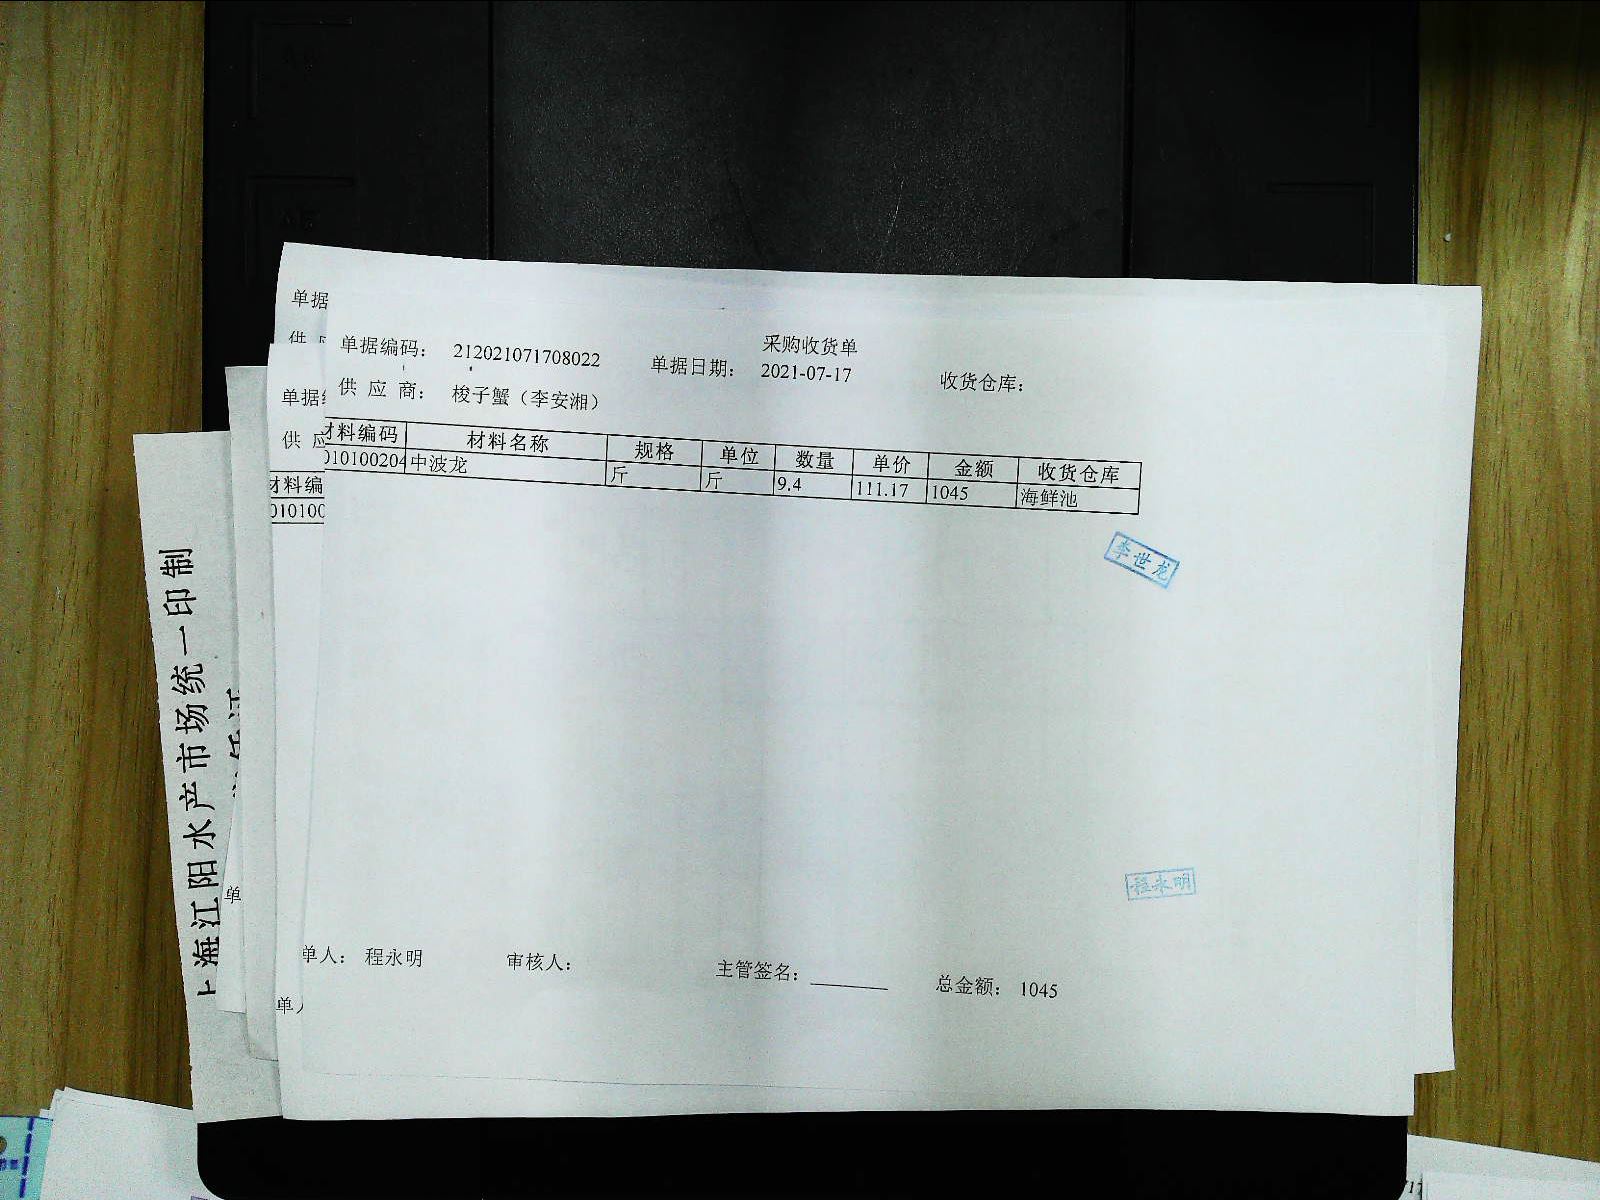 采购收货单
单据编码： 212021071708022 单据日期： 2021-07-17 收货仓库：
供 应 商： 梭子蟹（李安湘）
材料编码 材料名称 规格 单位 数量 单价 金额 收货仓库
010100204 中波龙 斤 斤 9.4 111.17 1045 海鲜池
李世龙
程永明
单人： 程永明 审核人： 主管签名： 总金额： 1045
单据
供
单据
供 应
材料编
010100
单
单人
上海江阳水产市场统一印制